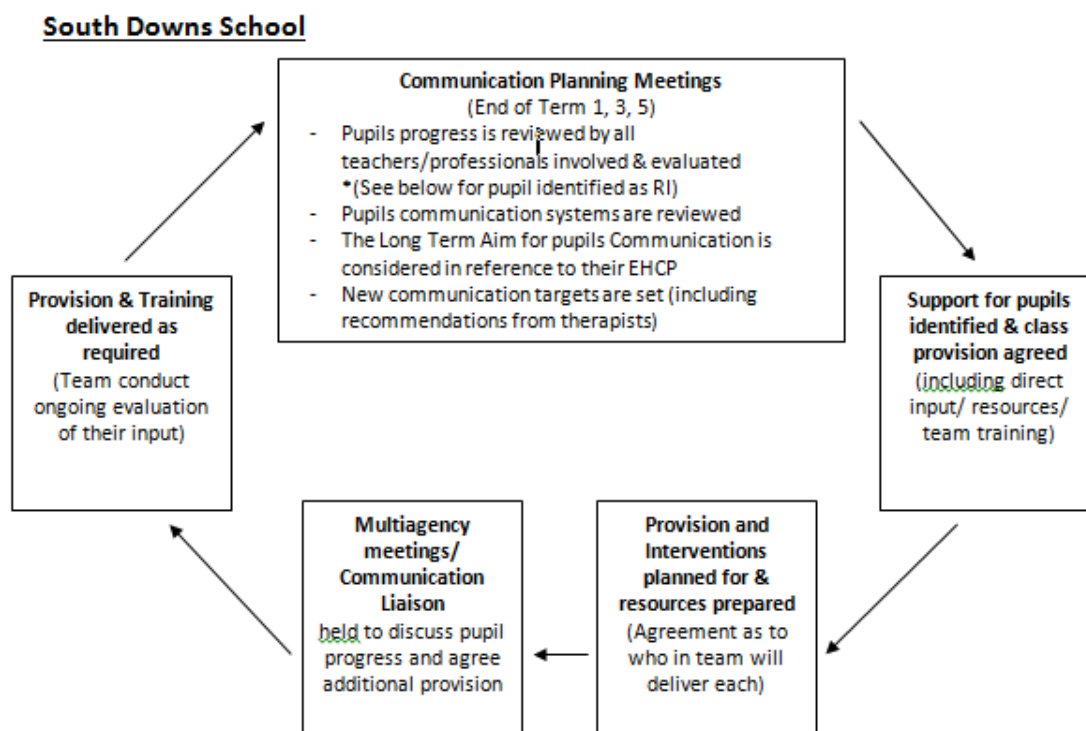 South Downs School
Communication Planning Meetings
(End of Term 1, 3, 5)
- Pupils progress is reviewed by all
teachers/professionals involved & evaluated
*(See below for pupil identified as RI)
- Pupils communication systems are reviewed
- The Long Term Aim for pupils Communication is
considered in reference to their EHCP
- New communication targets are set (including
recommendations from therapists)
Support for pupils
identified & class
provision agreed
(including direct
input/ resources/
team training)
Provision and
Interventions
planned for &
resources prepared
(Agreement as to
who in team will
deliver each)
Multiagency
meetings/
Communication
Liaison
held to discuss pupil
progress and agree
additional provision
Provision & Training
delivered as
required
(Team conduct
ongoing evaluation
of their input)